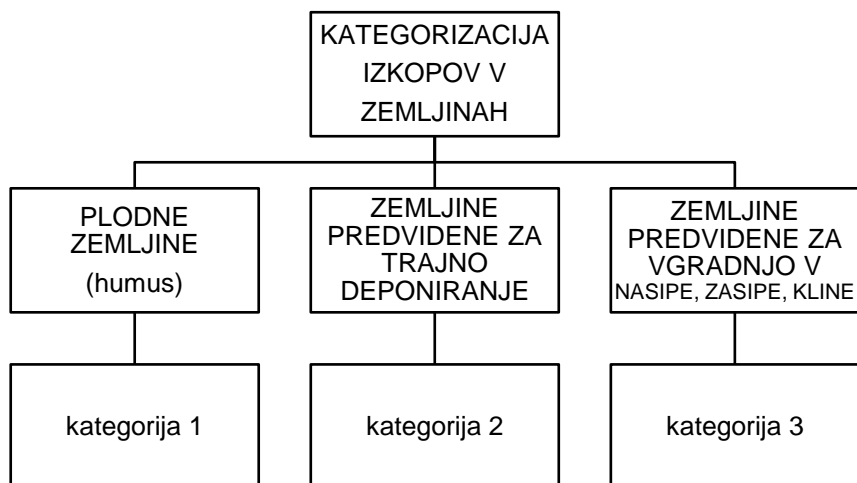 KATEGORIZACIJA
IZKOPOV V
ZEMLJINAH
PLODNE
ZEMLJINE
(humus)
ZEMLJINE
PREDVIDENE ZA
TRAJNO
DEPONIRANJE
ZEMLJINE
PREDVIDENE ZA
VGRADNJO V
NASIPE, ZASIPE, KLINE
kategorija 1
kategorija 2
kategorija 3